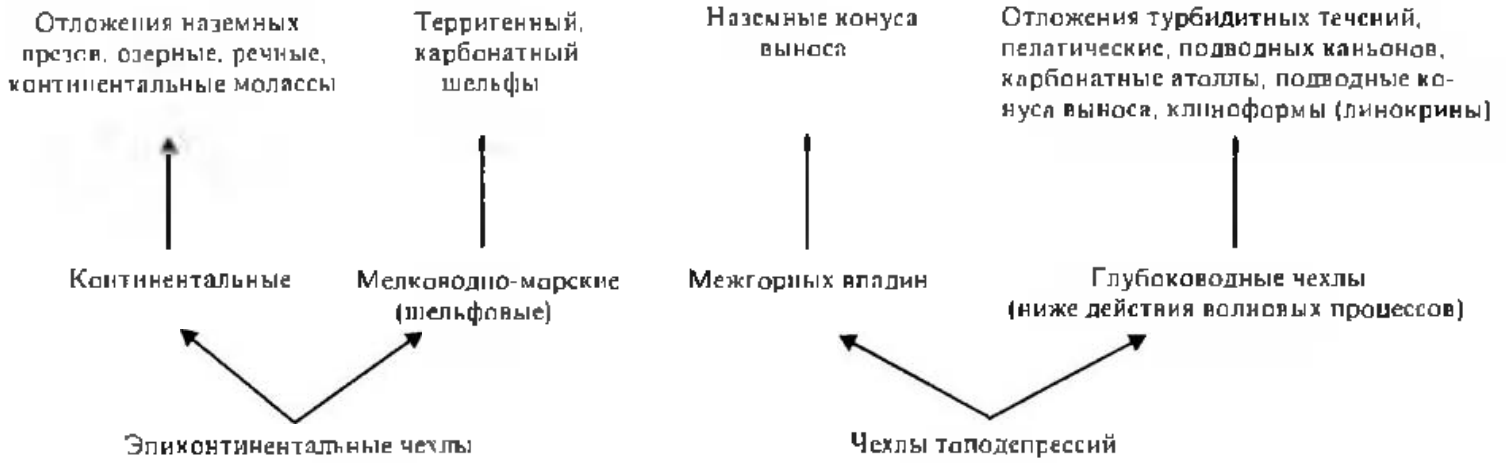 Отложения наземных
презов, озерные, речные,
континентальные молассы
Терригенный,
карбонатный
шельфы
Наземные конуса
выноса
Отложения турбидитных течений,
пелагические, подводных каньонов,
карбонатные атоллы, подводные ко-
нуса выноса, клиноформы (линокрины)
Континентальные
Мелководно-морские
(шельфовые)
Межгорных впадин
Глубоководные чехлы
(ниже действия волновых процессов)
Эпиконтинентальные чехлы
Чехлы топодепрессий